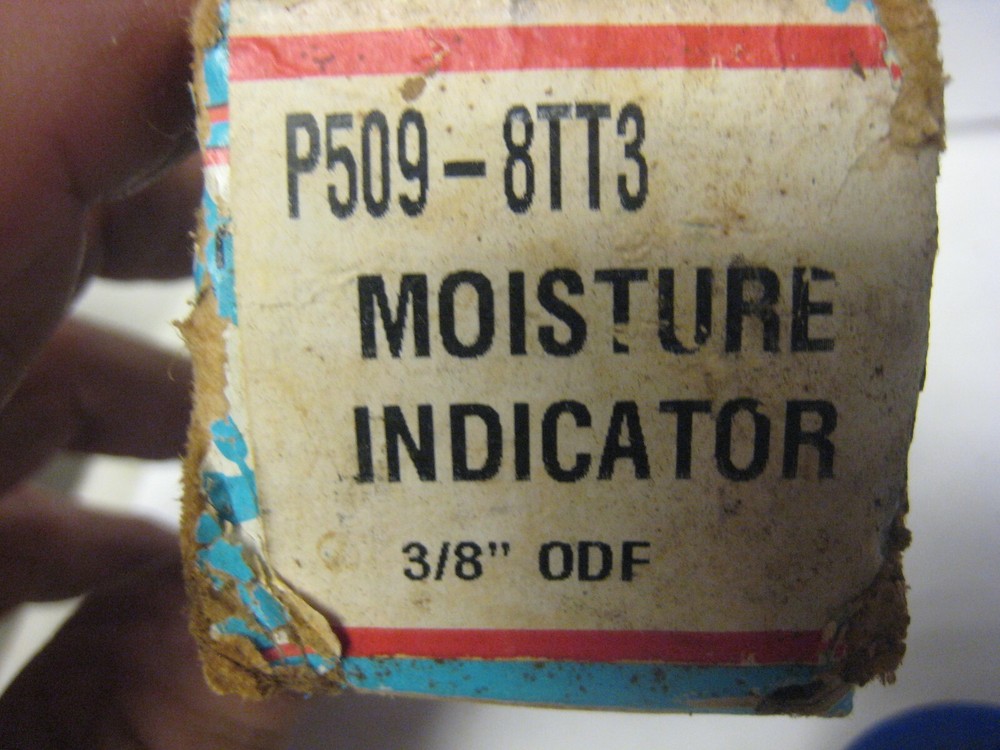 P509-8TT3
MOISTURE
INDICATOR
3/8" ODF